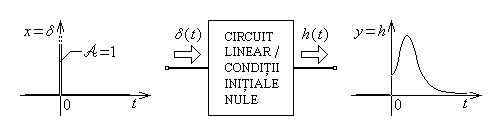 x=δ
𝒜=1
0
t
δ(t)
CIRCUIT
LINEAR /
CONDIȚII
INIȚIALE
NULE
h(t)
y=h
0
t